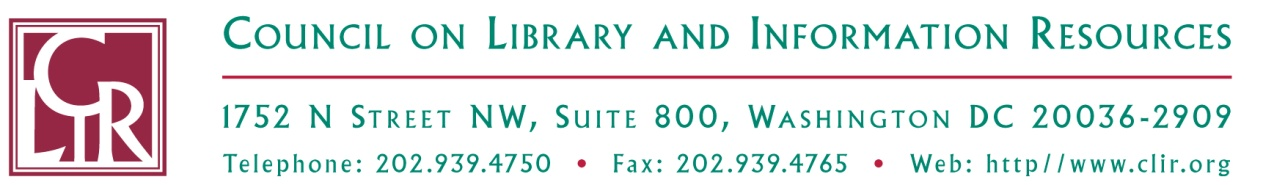 CLIR
COUNCIL ON LIBRARY AND INFORMATION RESOURCES
1752 N STREET NW, SUITE 800, WASHINGTON DC 20036-2909
Telephone: 202.939.4750 • Fax: 202.939.4765 • Web: http//www.clir.org